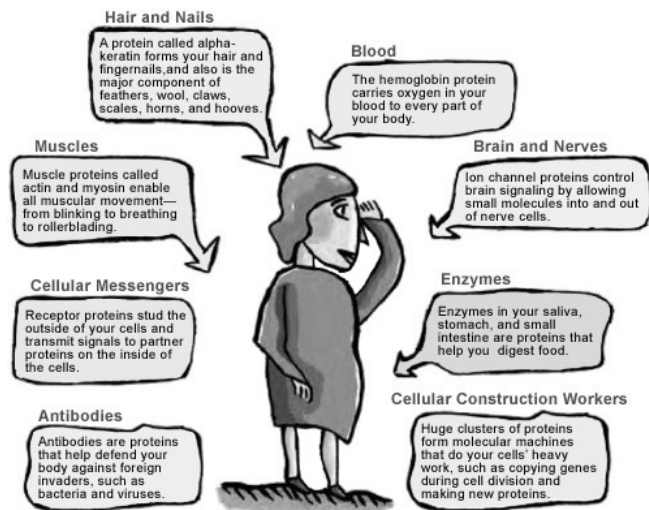 Hair and Nails
A protein called alpha-
keratin forms your hair and
fingernails,and also is the
major component of
feathers, wool, claws,
scales, horns, and hooves.
Blood
The hemoglobin protein
carries oxygen in your
blood to every part of
your body.
Muscles
Muscle proteins called
actin and myosin enable
all muscular movement—
from blinking to breathing
to rollerblading.
Brain and Nerves
Ion channel proteins control
brain signaling by allowing
small molecules into and out
of nerve cells.
Cellular Messengers
Receptor proteins stud the
outside of your cells and
transmit signals to partner
proteins on the inside of
the cells.
Enzymes
Enzymes in your saliva,
stomach, and small
intestine are proteins that
help you digest food.
Antibodies
Antibodies are proteins
that help defend your
body against foreign
invaders, such as
bacteria and viruses.
Cellular Construction Workers
Huge clusters of proteins
form molecular machines
that do your cells' heavy
work, such as copying genes
during cell division and
making new proteins.